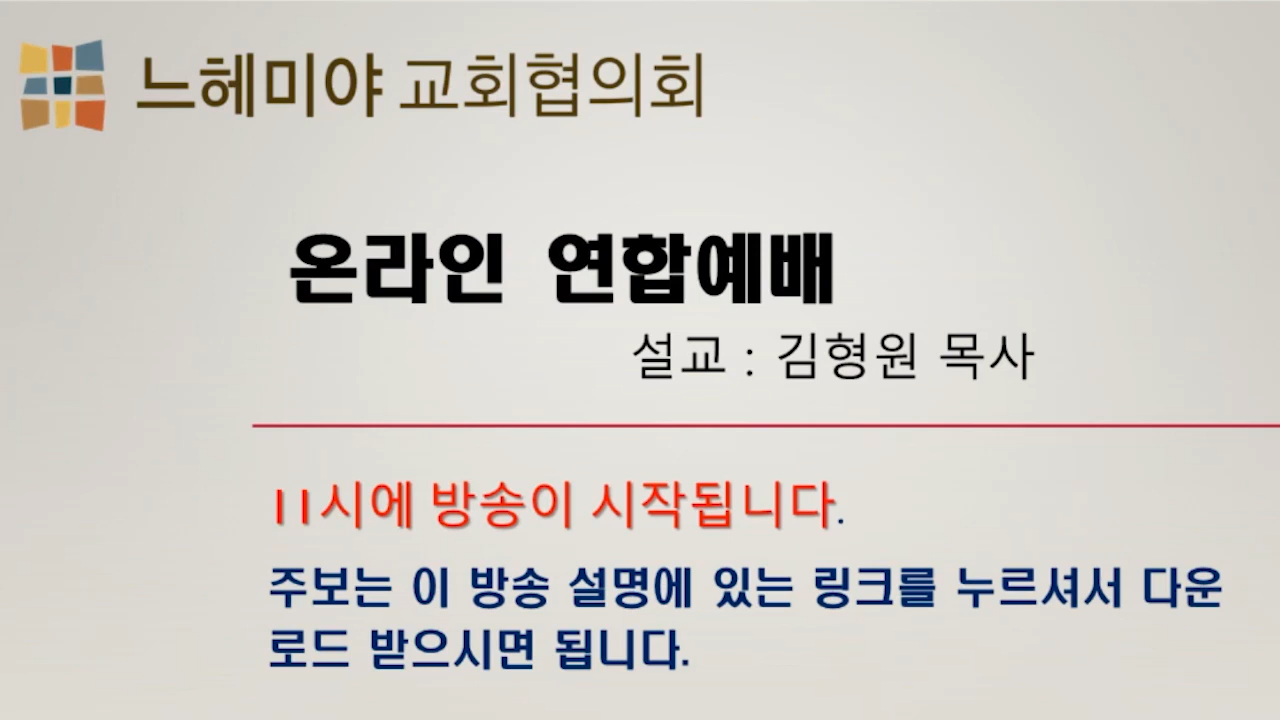 느헤미야 교회협의회
온라인 연합예배
설교 : 김형원 목사
11시에 방송이 시작됩니다.
주보는 이 방송 설명에 있는 링크를 누르셔서 다운
로드 받으시면 됩니다.